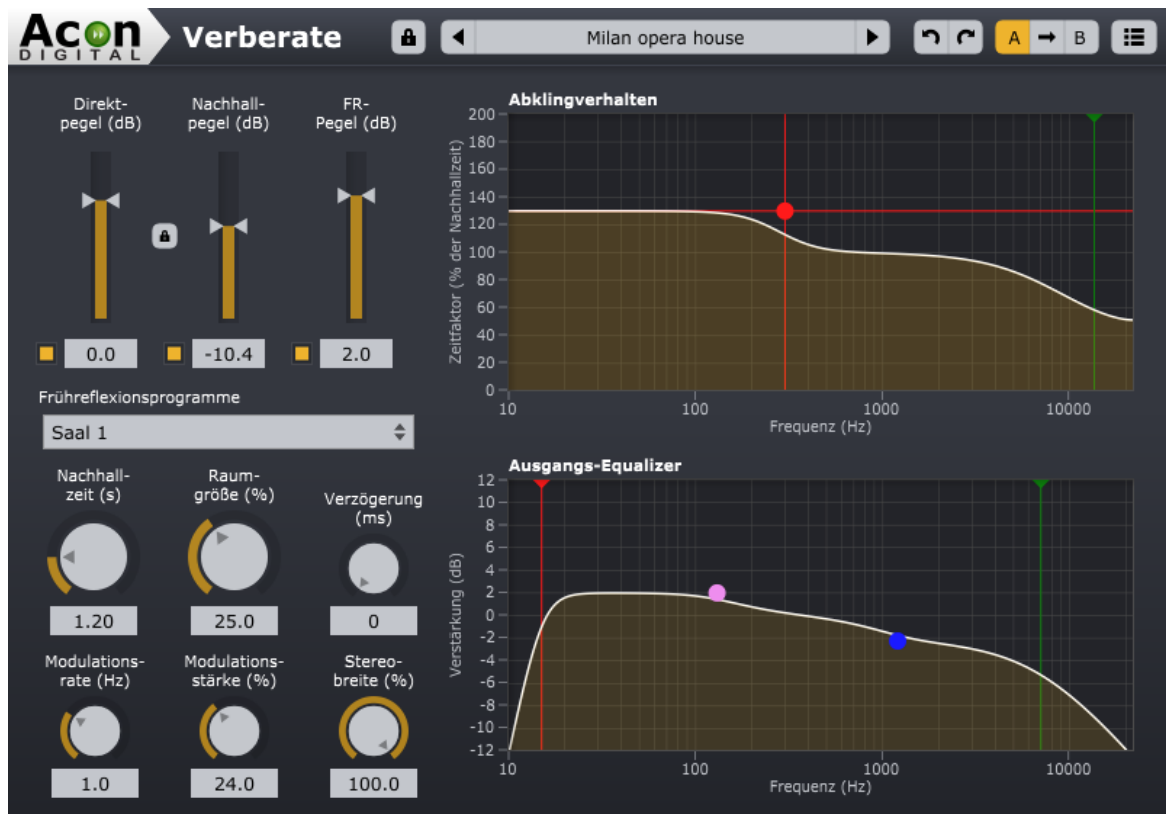 Acon
DIGITAL
Verberate
Milan opera house
A
B
Direkt-
pegel (dB)
Nachhall-
pegel (dB)
FR-
Pegel (dB)
0.0
-10.4
2.0
Frühreflexionsprogramme
Saal 1
Nachhall-
zeit (s)
Raum-
größe (%)
Verzögerung
(ms)
1.20
25.0
0
Modulations-
rate (Hz)
Modulations-
stärke (%)
Stereo-
breite (%)
1.0
24.0
100.0
Abklingverhalten
Zeitfaktor (% der Nachhallzeit)
200
180
160
140
120
100
80
60
40
20
0
10
100
1000
10000
Frequenz (Hz)
Ausgangs-Equalizer
Verstärkung (dB)
12
10
8
6
4
2
0
-2
-4
-6
-8
-10
-12
10
100
1000
10000
Frequenz (Hz)